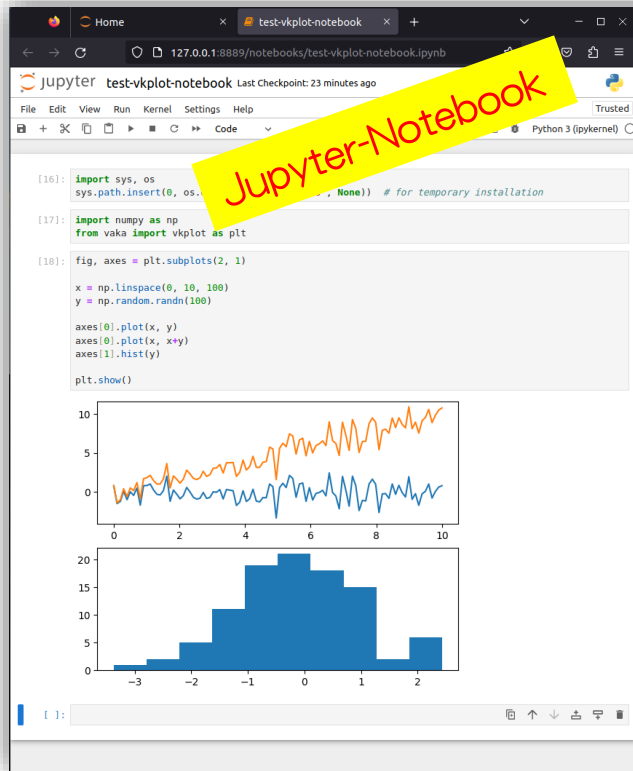 Home
test-vkplot-notebook
127.0.0.1:8889/notebooks/test-vkplot-notebook.ipynb
Jupyter test-vkplot-notebook Last Checkpoint: 23 minutes ago
File Edit View Run Kernel Settings Help
Trusted
Code
Python 3 (ipykernel)
Jupyter-Notebook
[16]: import sys, os
sys.path.insert(0, os. None)) # for temporary installation
[17]: import numpy as np
from vaka import vkplot as plt
[18]: fig, axes = plt.subplots(2, 1)
x = np.linspace(0, 10, 100)
y = np.random.randn(100)
axes[0].plot(x, y)
axes[0].plot(x, x+y)
axes[1].hist(y)
plt.show()
10
5
0
0 2 4 6 8 10
20
15
10
5
0
−3 −2 −1 0 1 2
[ ]: